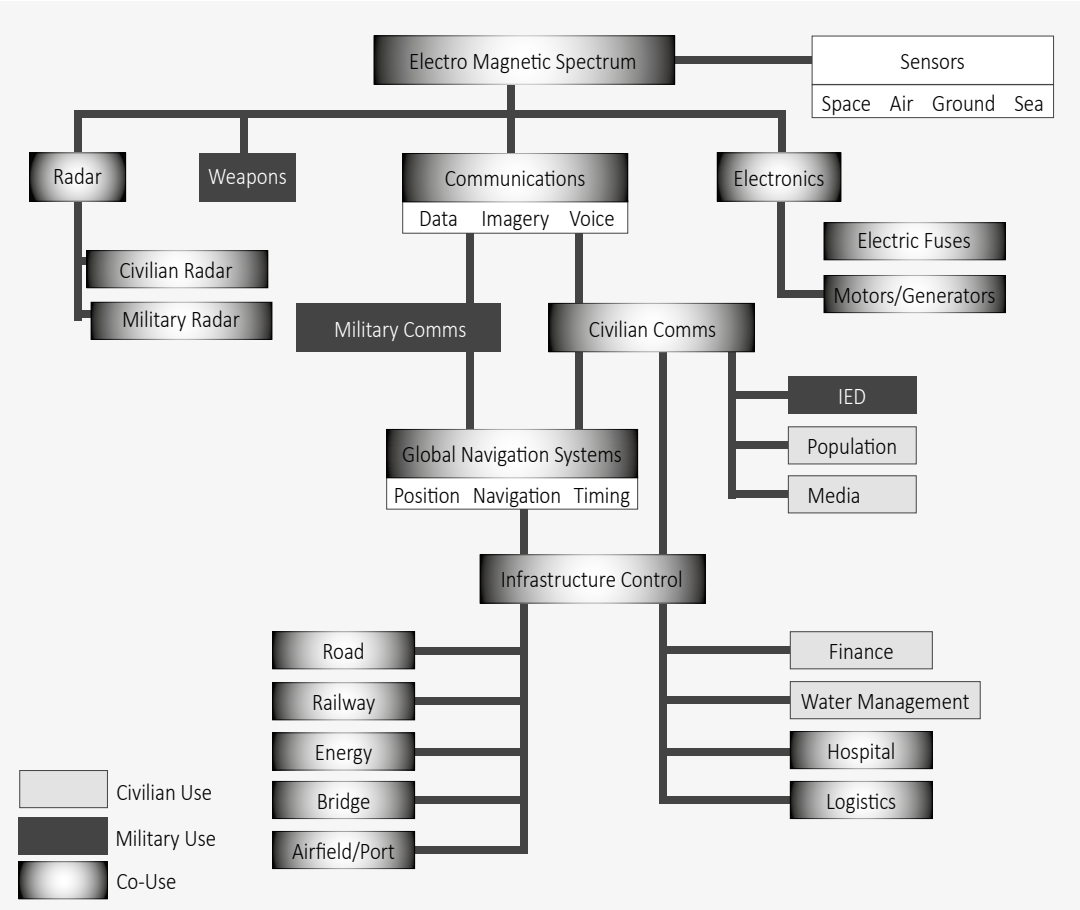 Electro Magnetic Spectrum
Sensors
Space Air Ground Sea
Radar
Weapons
Communications
Data Imagery Voice
Electronics
Electric Fuses
Motors/Generators
Civilian Radar
Military Radar
Military Comms
Civilian Comms
IED
Population
Media
Global Navigation Systems
Position Navigation Timing
Infrastructure Control
Road
Railway
Energy
Bridge
Airfield/Port
Finance
Water Management
Hospital
Logistics
Civilian Use
Military Use
Co-Use